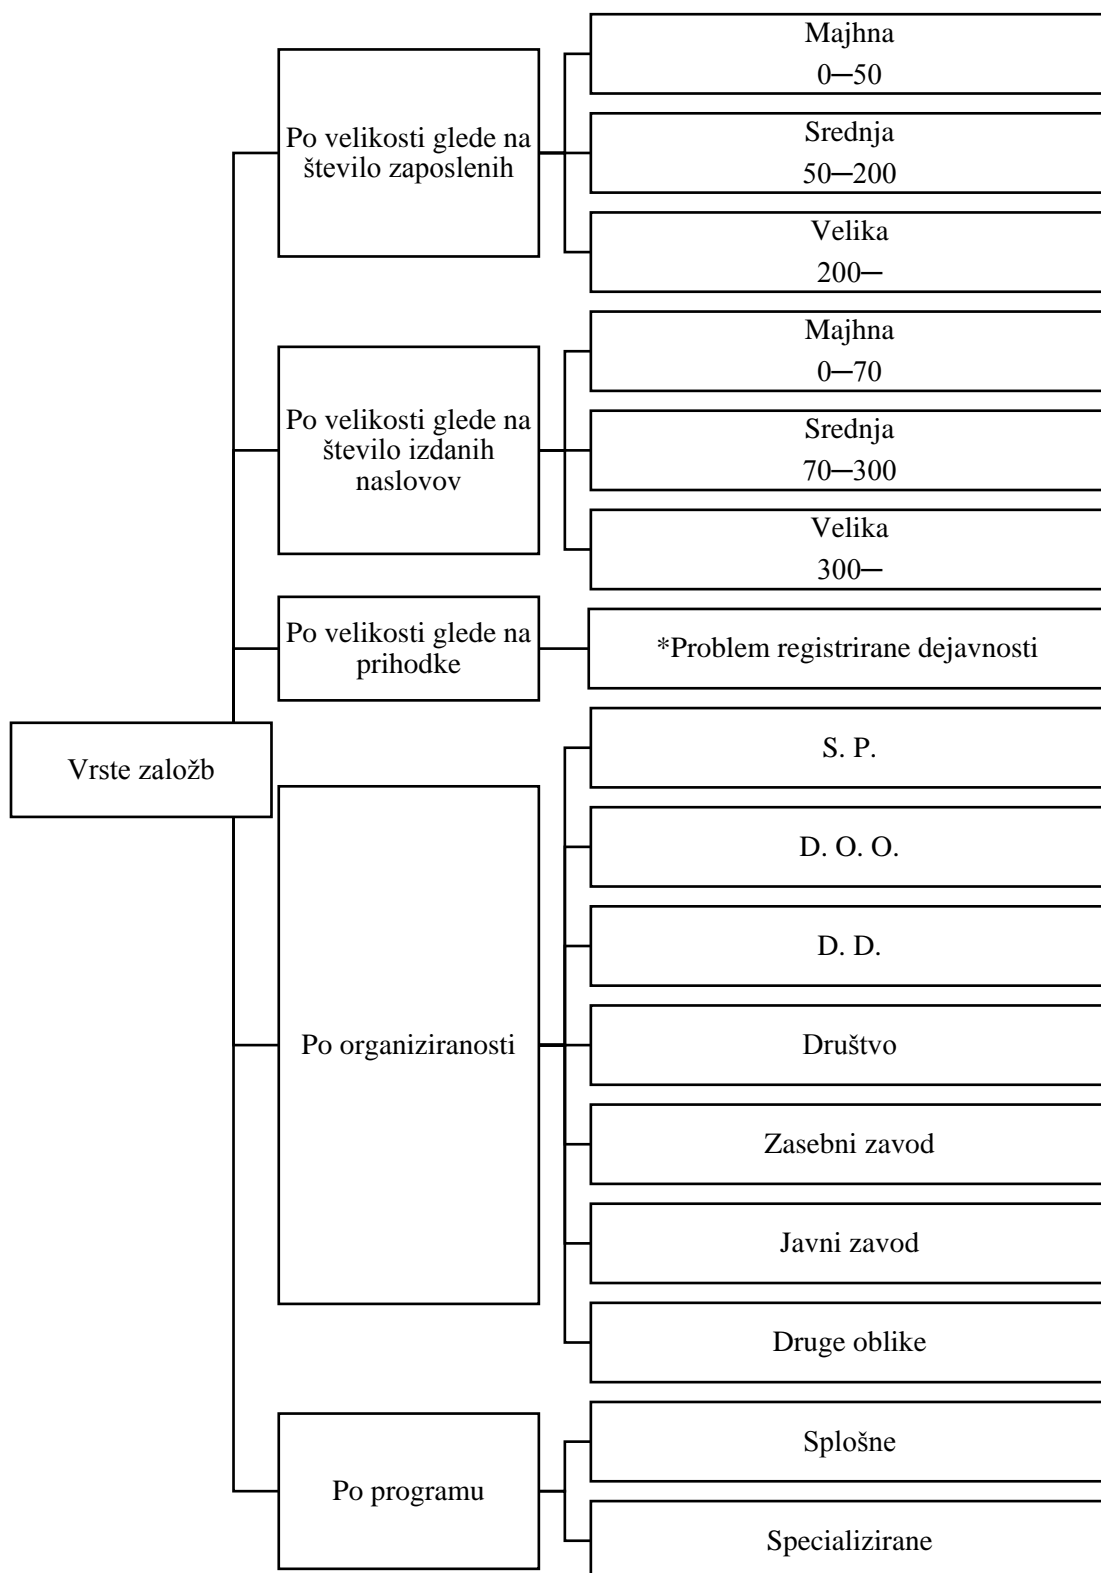 Vrste založb
Po velikosti glede na
število zaposlenih
Majhna
0─50
Srednja
50─200
Velika
200─
Po velikosti glede na
število izdanih
naslovov
Majhna
0─70
Srednja
70─300
Velika
300─
Po velikosti glede na
prihodke
*Problem registrirane dejavnosti
Po organiziranosti
S. P.
D. O. O.
D. D.
Društvo
Zasebni zavod
Javni zavod
Druge oblike
Po programu
Splošne
Specializirane